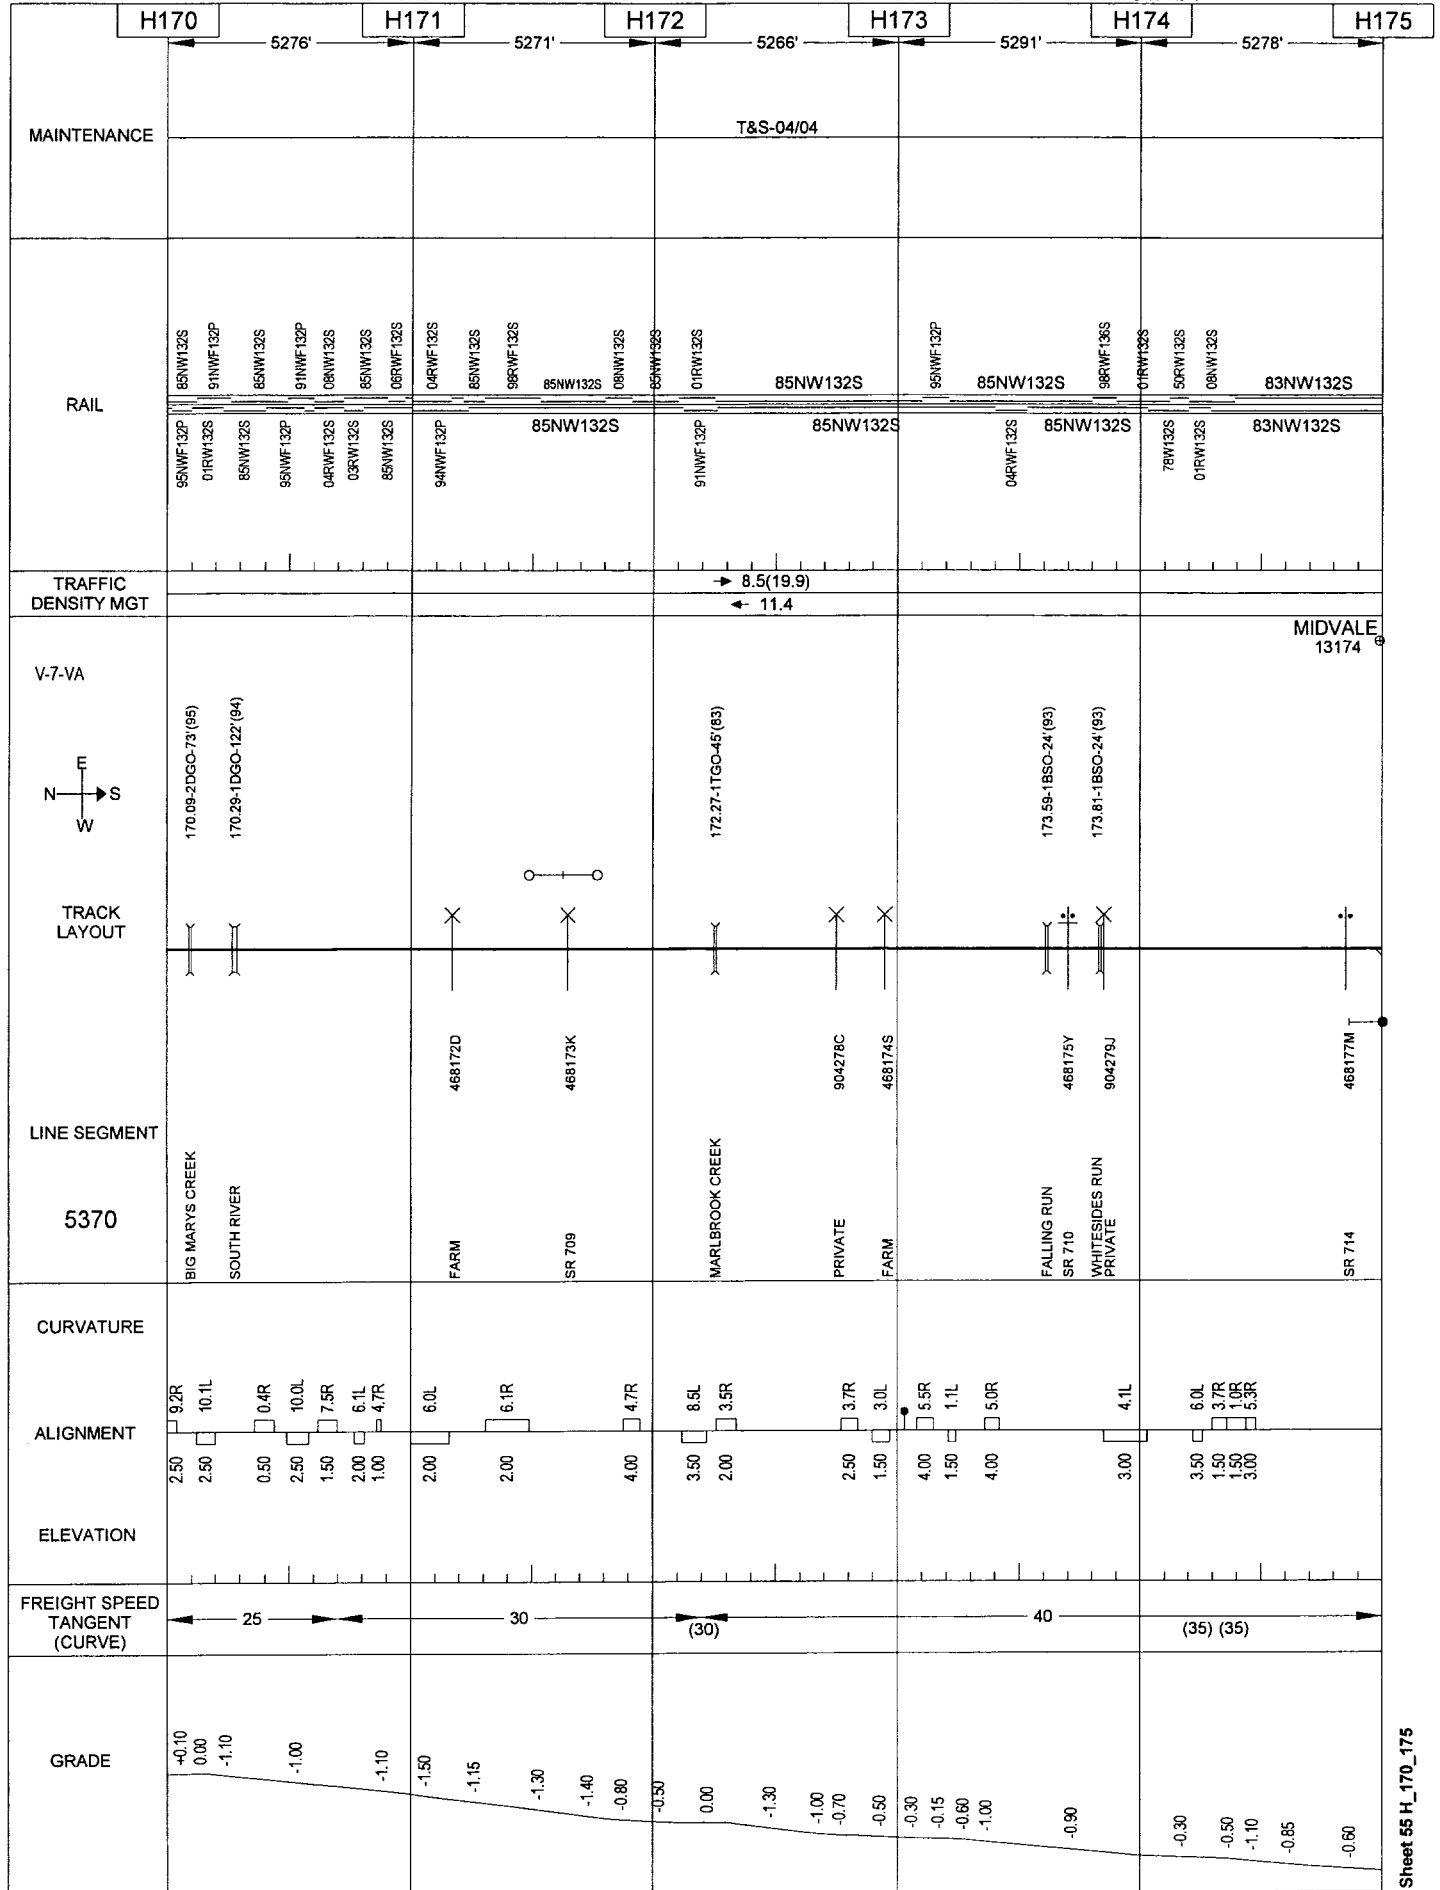 H170 H171 H172 H173 H174 H175
5276' 5271' 5266' 5291' 5278'
MAINTENANCE
T&S-04/04
RAIL
85NW132S 91NWF132P 85NW132S 91NWF132P 08NW132S 85NW132S 06RWF132S 04RWF132S 85NW132S 98RWF132S 85NW132S 08NW132S 85NW132S 01RW132S 85NW132S 95NWF132P 85NW132S 98RWF136S 01RW132S 50RW132S 08NW132S 83NW132S
95NWF132P 01RW132S 85NW132S 95NWF132P 04RWF132S 03RW132S 85NW132S 94NWF132P 85NW132S 91NWF132P 85NW132S 04RWF132S 85NW132S 78W132S 01RW132S 83NW132S
TRAFFIC
DENSITY MGT
8.5(19.9)
11.4
MIDVALE
13174
V-7-VA
E
N S
W
170.09-2DGO-73'(95) 170.29-1DGO-122'(94) 172.27-1TGO-45'(83) 173.59-1BSO-24'(93) 173.81-1BSO-24'(93)
TRACK
LAYOUT
468172D 468173K 904278C 468174S 468175Y 904279J 468177M
LINE SEGMENT
5370
BIG MARYS CREEK
SOUTH RIVER
FARM
SR 709
MARLBROOK CREEK
PRIVATE
FARM
FALLING RUN
SR 710
WHITESIDES RUN
PRIVATE
SR 714
CURVATURE
9.2R 10.1L 0.4R 10.0L 7.5R 6.1L 4.7R 6.0L 6.1R 4.7R 8.5L 3.5R 3.7R 3.0L 5.5R 1.1L 5.0R 4.1L 6.0L 3.7R 1.0R 5.3R
ALIGNMENT
2.50 2.50 0.50 2.50 1.50 2.00 1.00 2.00 2.00 4.00 3.50 2.00 2.50 1.50 4.00 1.50 4.00 3.00 3.50 1.50 1.50 3.00
ELEVATION
FREIGHT SPEED
TANGENT
(CURVE)
25 30 (30) 40 (35) (35)
GRADE
+0.10 0.00 -1.10 -1.00 -1.10 -1.50 -1.15 -1.30 -1.40 -0.80 -0.50 0.00 -1.30 -1.00 -0.70 -0.50 -0.30 -0.15 -0.60 -1.00 -0.90 -0.30 -0.50 -1.10 -0.85 -0.60
Sheet 55 H_170_175